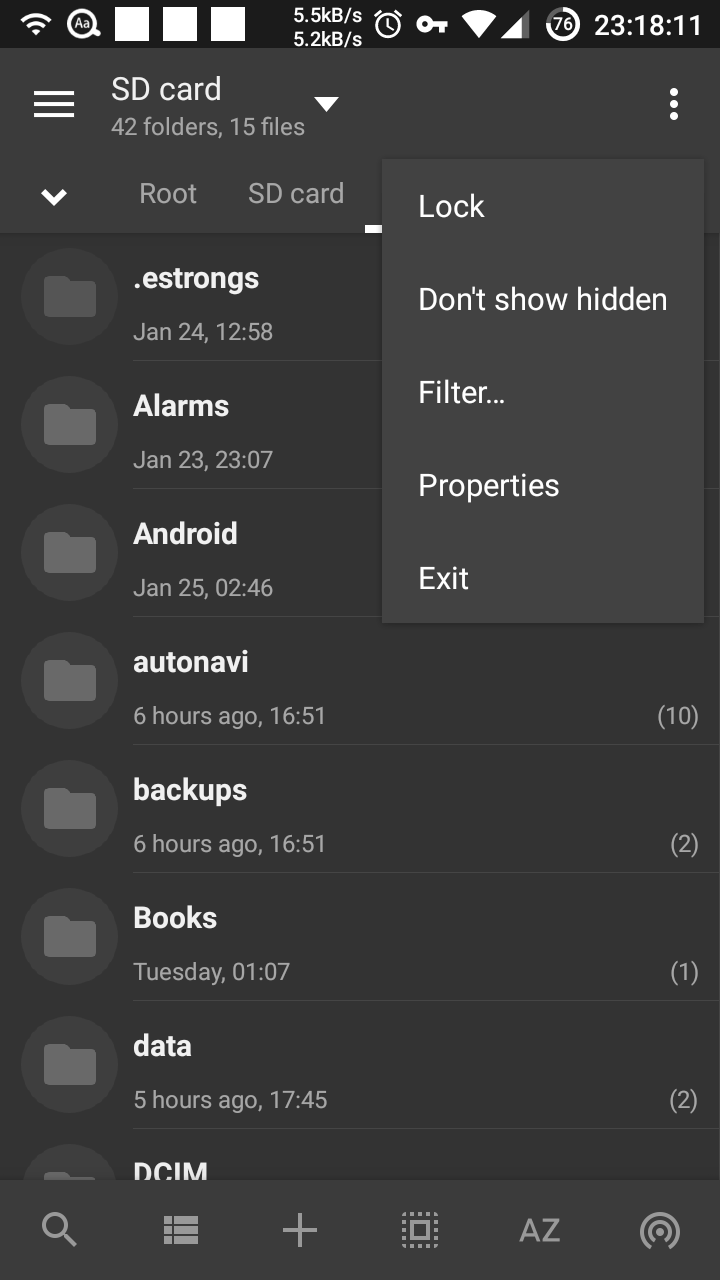 Aa
5.5kB/s
5.2kB/s
76
23:18:11
SD card
42 folders, 15 files
Root
SD card
Lock
Don't show hidden
Filter...
Properties
Exit
.estrongs
Jan 24, 12:58
Alarms
Jan 23, 23:07
Android
Jan 25, 02:46
autonavi
6 hours ago, 16:51
(10)
backups
6 hours ago, 16:51
(2)
Books
Tuesday, 01:07
(1)
data
5 hours ago, 17:45
(2)
DCIM
AZ